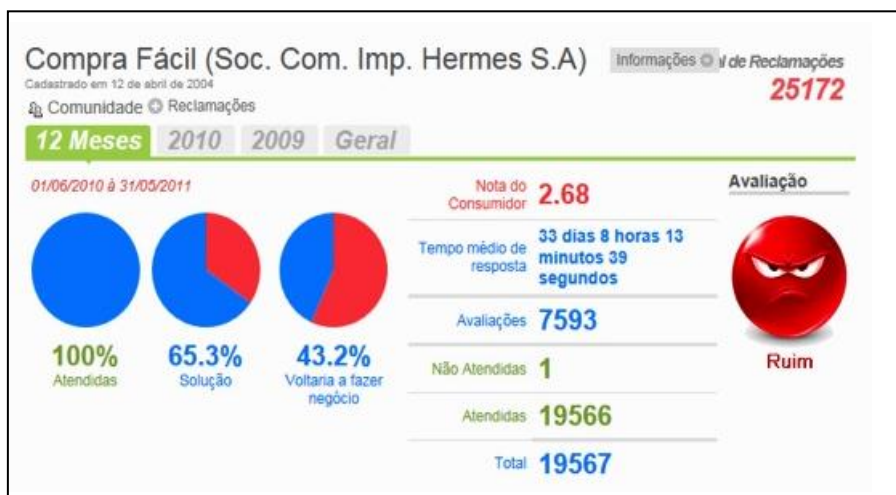 Compra Fácil (Soc. Com. Imp. Hermes S.A)
Informações
l de Reclamações
25172
Cadastrado em 12 de abril de 2004
Comunidade
Reclamações
12 Meses
2010
2009
Geral
01/06/2010 à 31/05/2011
100%
Atendidas
65.3%
Solução
43.2%
Voltaria a fazer
negócio
Nota do
Consumidor
2.68
Tempo médio de
resposta
33 dias 8 horas 13
minutos 39
segundos
Avaliações
7593
Não Atendidas
1
Atendidas
19566
Total
19567
Avaliação
Ruim